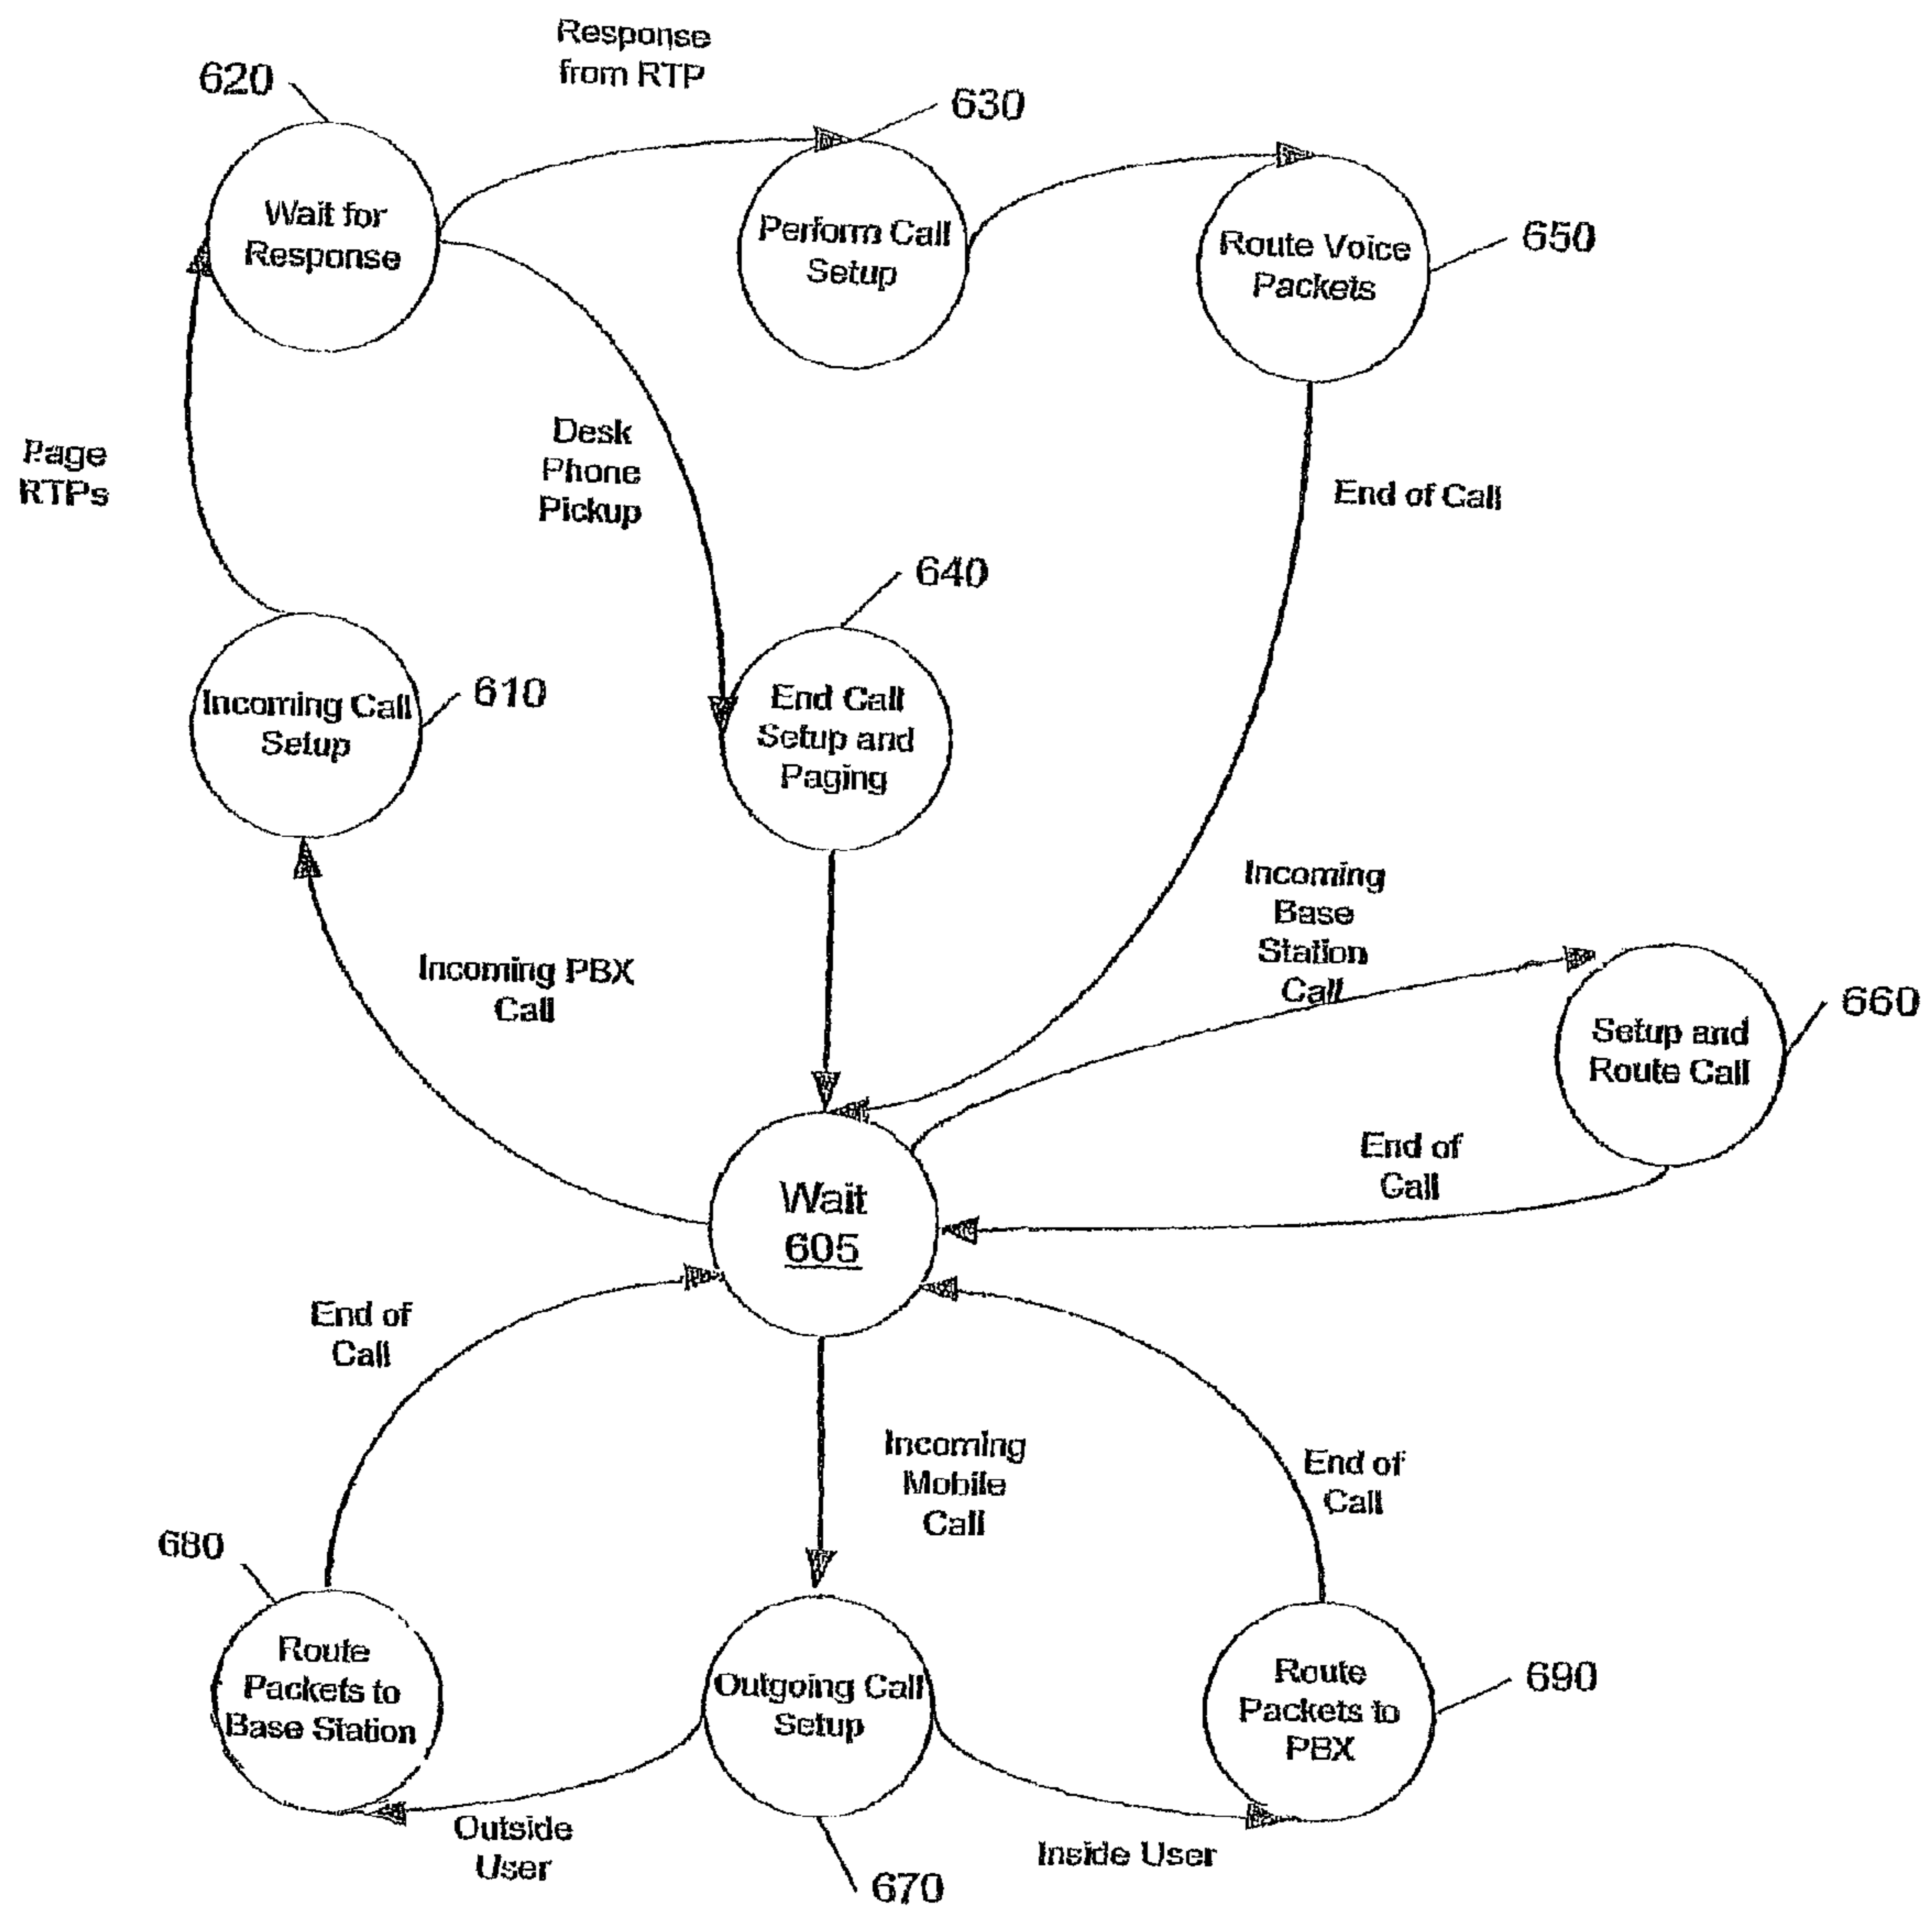 Response
from RTP
620
630
Wait for
Response
Perform Call
Setup
Route Voice
Packets
650
Page
RTPs
Desk
Phone
Pickup
End of Call
640
Incoming Call
Setup
610
End Call
Setup and
Paging
Incoming PBX
Call
Incoming
Base
Station
Call
660
Setup and
Route Call
End of
Call
Wait
605
End of
Call
Incoming
Mobile
Call
End of
Call
680
Route
Packets to
Base Station
Outgoing Call
Setup
Route
Packets to
PBX
690
Outside
User
Inside User
670